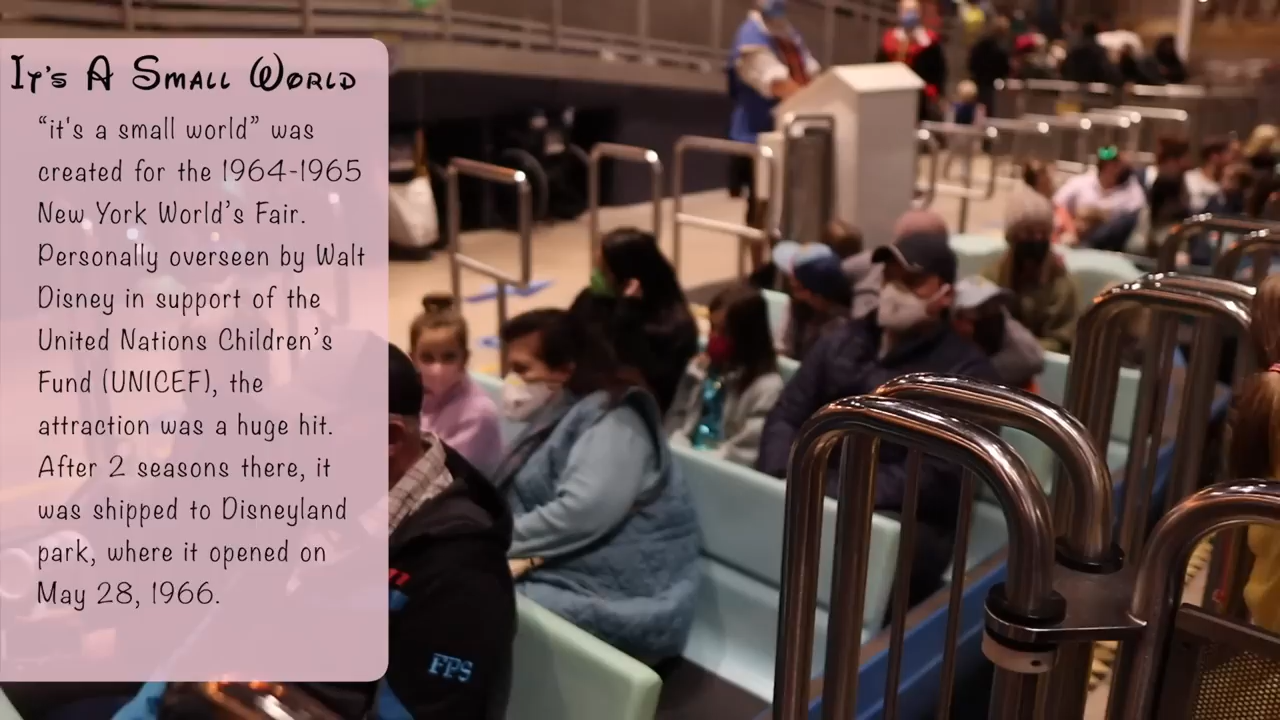 It's A Small World
“it's a small world” was
created for the 1964-1965
New York World’s Fair.
Personally overseen by Walt
Disney in support of the
United Nations Children’s
Fund (UNICEF), the
attraction was a huge hit.
After 2 seasons there, it
was shipped to Disneyland
park, where it opened on
May 28, 1966.
FPS